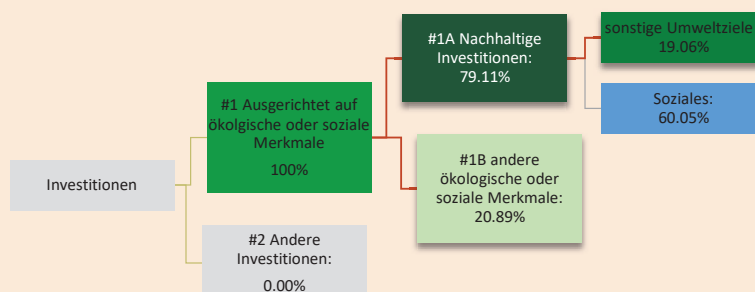 Investitionen
#1 Ausgerichtet auf
ökolgische oder soziale
Merkmale
100%
#2 Andere
Investitionen:
0.00%
#1A Nachhaltige
Investitionen:
79.11%
#1B andere
ökologische oder
soziale Merkmale:
20.89%
sonstige Umweltziele
19.06%
Soziales:
60.05%